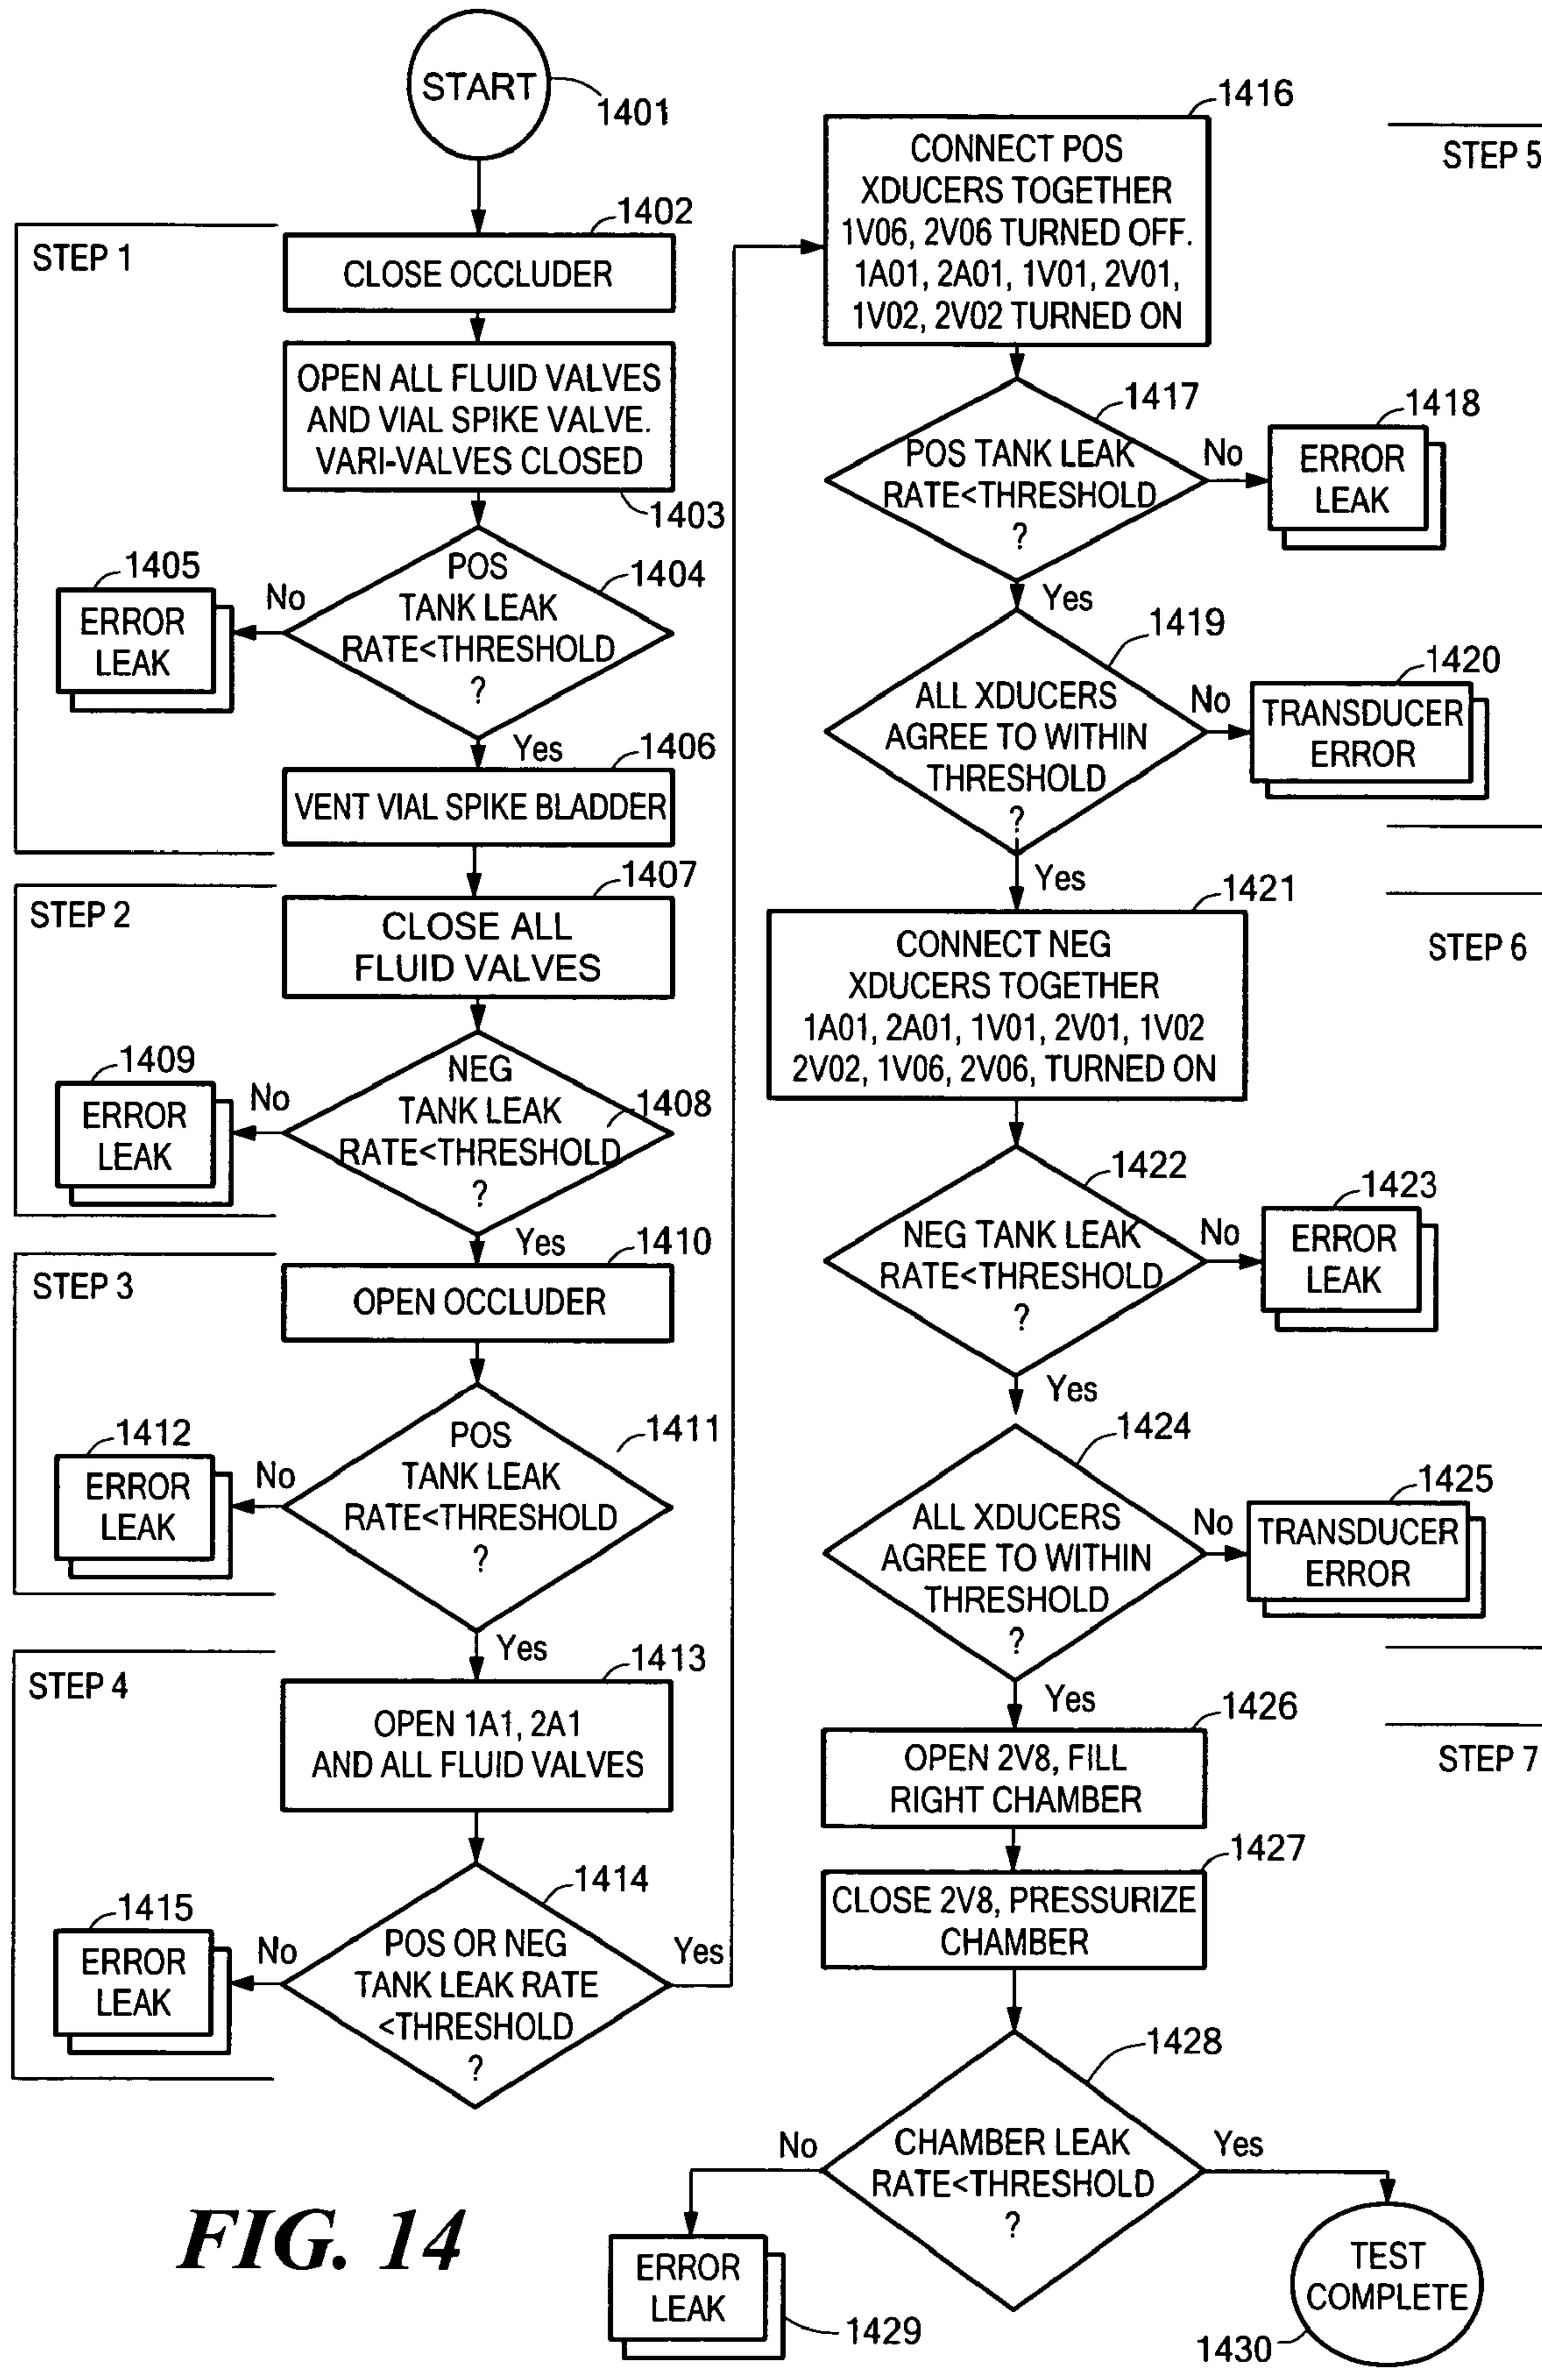 START
1401
STEP 1
1402
CLOSE OCCLUDER
OPEN ALL FLUID VALVES
AND VIAL SPIKE VALVE.
VARI-VALVES CLOSED
1403
POS
TANK LEAK
RATE<THRESHOLD
?
1404
No
1405
ERROR
LEAK
Yes
1406
VENT VIAL SPIKE BLADDER
STEP 2
1407
CLOSE ALL
FLUID VALVES
NEG
TANK LEAK
RATE<THRESHOLD
?
1408
No
1409
ERROR
LEAK
Yes
STEP 3
1410
OPEN OCCLUDER
POS
TANK LEAK
RATE<THRESHOLD
?
1411
No
1412
ERROR
LEAK
Yes
STEP 4
1413
OPEN 1A1, 2A1
AND ALL FLUID VALVES
1414
POS OR NEG
TANK LEAK RATE
<THRESHOLD
?
No
1415
ERROR
LEAK
Yes
STEP 5
1416
CONNECT POS
XDUCERS TOGETHER
1V06, 2V06 TURNED OFF.
1A01, 2A01, 1V01, 2V01,
1V02, 2V02 TURNED ON
1417
POS TANK LEAK
RATE<THRESHOLD
?
No
1418
ERROR
LEAK
Yes
1419
ALL XDUCERS
AGREE TO WITHIN
THRESHOLD
?
No
1420
TRANSDUCER
ERROR
Yes
STEP 6
1421
CONNECT NEG
XDUCERS TOGETHER
1A01, 2A01, 1V01, 2V01, 1V02
2V02, 1V06, 2V06, TURNED ON
1422
NEG TANK LEAK
RATE<THRESHOLD
?
No
1423
ERROR
LEAK
Yes
1424
ALL XDUCERS
AGREE TO WITHIN
THRESHOLD
?
No
1425
TRANSDUCER
ERROR
Yes
STEP 7
1426
OPEN 2V8, FILL
RIGHT CHAMBER
1427
CLOSE 2V8, PRESSURIZE
CHAMBER
1428
CHAMBER LEAK
RATE<THRESHOLD
?
No
ERROR
LEAK
1429
Yes
TEST
COMPLETE
1430
FIG. 14